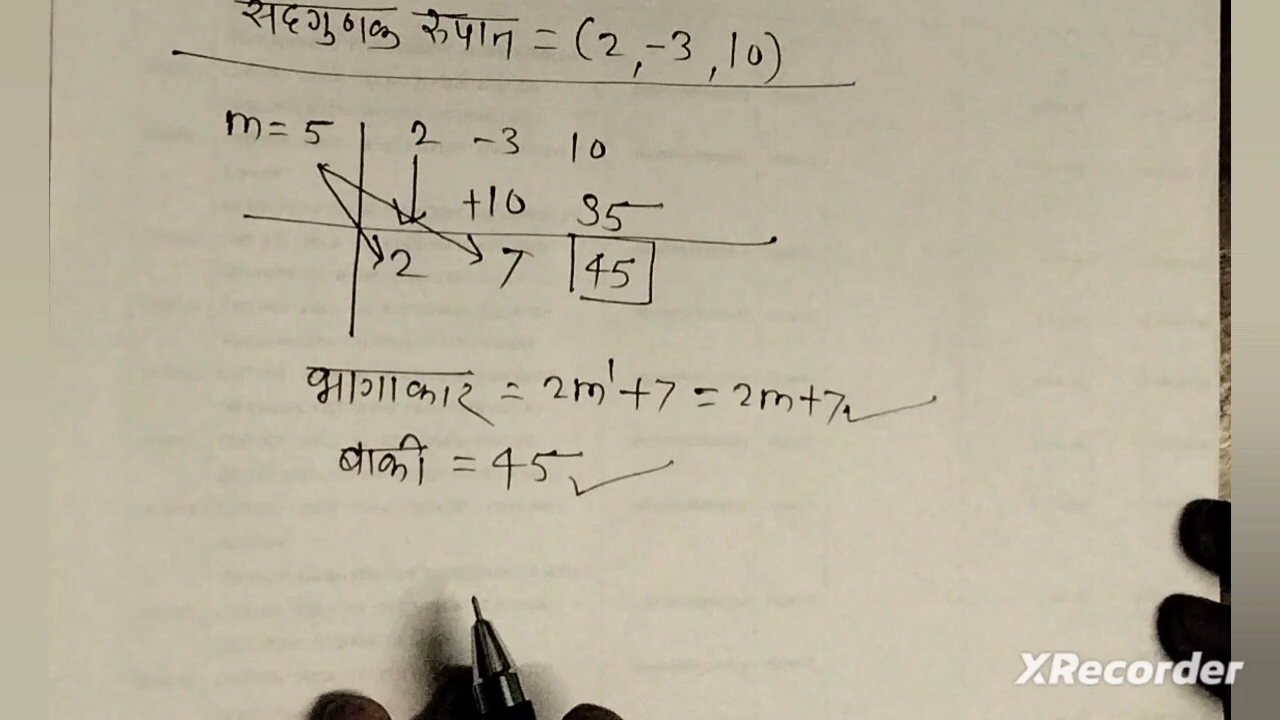 सहगुणक रुपात = (2, -3, 10)
m = 5 2 -3 10
+10 35
2 7 45
भागाकार = 2m¹ + 7 = 2m + 7
बाकी = 45
XRecorder